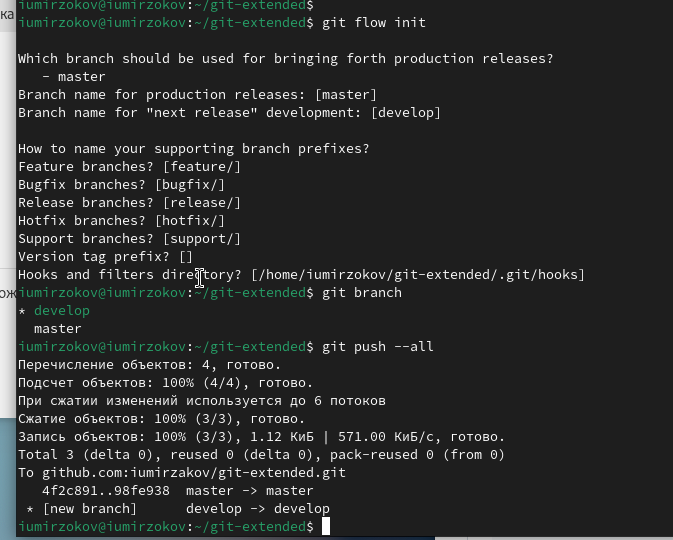 iumirzokov@iumirzokov:~/git-extended$
ка
iumirzokov@iumirzokov:~/git-extended$ git flow init
Which branch should be used for bringing forth production releases?
   - master
Branch name for production releases: [master]
Branch name for "next release" development: [develop]
How to name your supporting branch prefixes?
Feature branches? [feature/]
Bugfix branches? [bugfix/]
Release branches? [release/]
Hotfix branches? [hotfix/]
Support branches? [support/]
Version tag prefix? []
Hooks and filters directory? [/home/iumirzokov/git-extended/.git/hooks]
ож
iumirzokov@iumirzokov:~/git-extended$ git branch
* develop
  master
iumirzokov@iumirzokov:~/git-extended$ git push --all
Перечисление объектов: 4, готово.
Подсчет объектов: 100% (4/4), готово.
При сжатии изменений используется до 6 потоков
Сжатие объектов: 100% (3/3), готово.
Запись объектов: 100% (3/3), 1.12 КиБ | 571.00 КиБ/с, готово.
Total 3 (delta 0), reused 0 (delta 0), pack-reused 0 (from 0)
To github.com:iumirzakov/git-extended.git
   4f2c891..98fe938  master -> master
 * [new branch]      develop -> develop
iumirzokov@iumirzokov:~/git-extended$